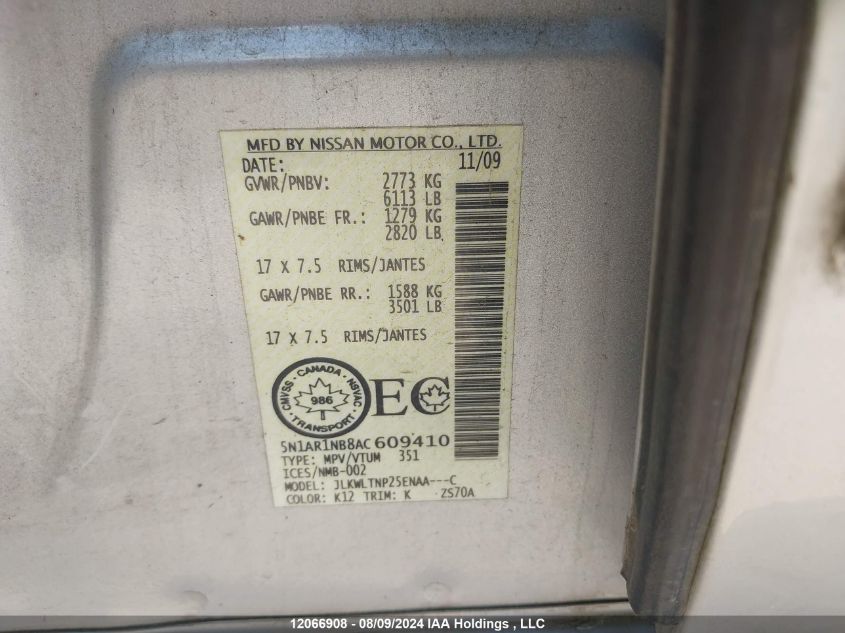 MFD BY NISSAN MOTOR CO., LTD.
DATE: 11/09
GVWR/PNBV: 2773 KG
6113 LB
GAWR/PNBE FR.: 1279 KG
2820 LB
17 X 7.5 RIMS/JANTES
GAWR/PNBE RR.: 1588 KG
3501 LB
17 X 7.5 RIMS/JANTES
CANADA
CMVSS 986 NSVAC
TRANSPORT
EC
5N1AR1NB8AC609410
TYPE: MPV/VTUM 351
ICES/NMB-002
MODEL: JLKWLTNP25ENAA---C
COLOR: K12 TRIM: K ZS70A
12066908 - 08/09/2024 IAA Holdings , LLC